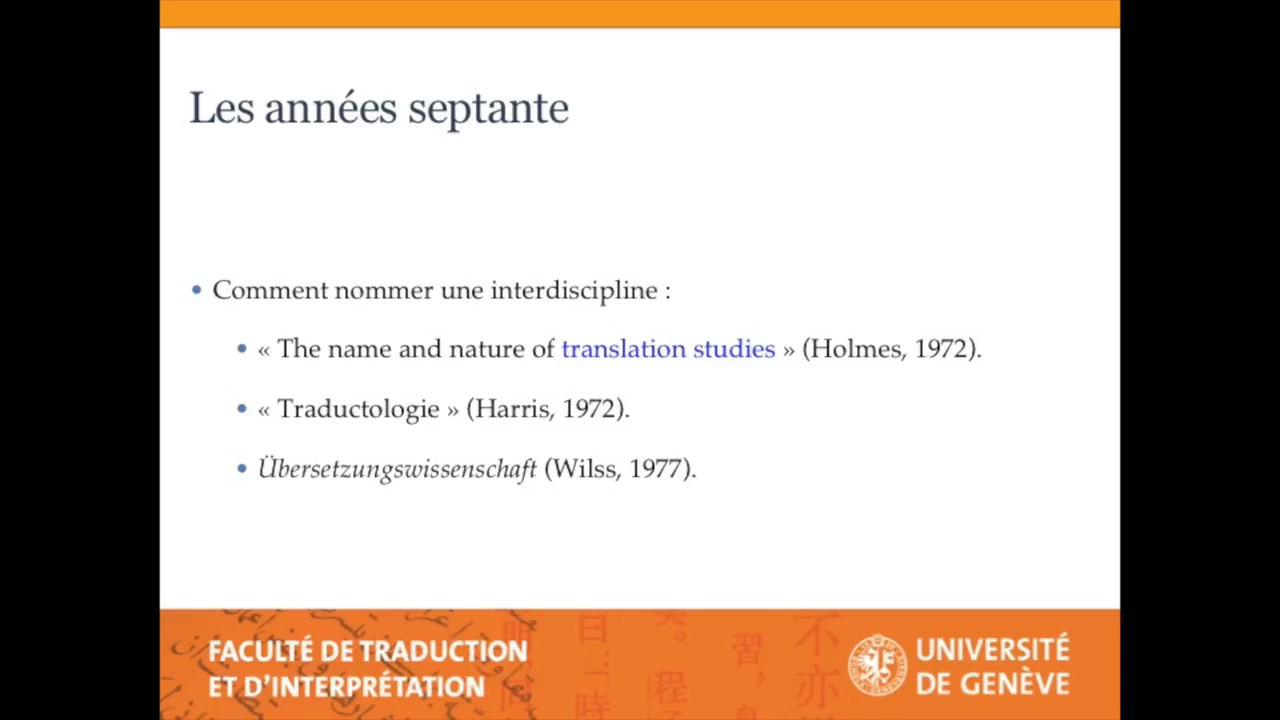 Les années septante
• Comment nommer une interdiscipline :
• « The name and nature of translation studies » (Holmes, 1972).
• « Traductologie » (Harris, 1972).
• Übersetzungswissenschaft (Wilss, 1977).
FACULTÉ DE TRADUCTION
ET D'INTERPRÉTATION
UNIVERSITÉ
DE GENÈVE